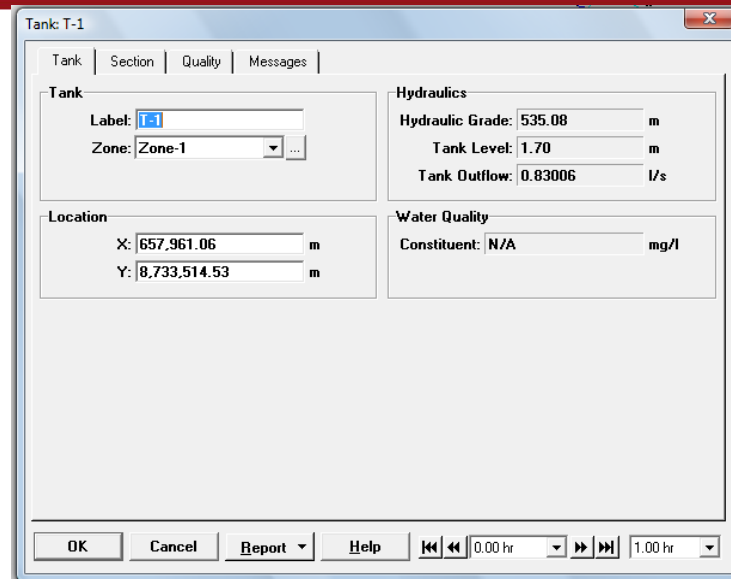 Tank: T-1
Tank Section Quality Messages
Tank
Label: T-1
Zone: Zone-1 ...
Hydraulics
Hydraulic Grade: 535.08 m
Tank Level: 1.70 m
Tank Outflow: 0.83006 l/s
Location
X: 657,961.06 m
Y: 8,733,514.53 m
Water Quality
Constituent: N/A mg/l
OK Cancel Report Help 0.00 hr 1.00 hr